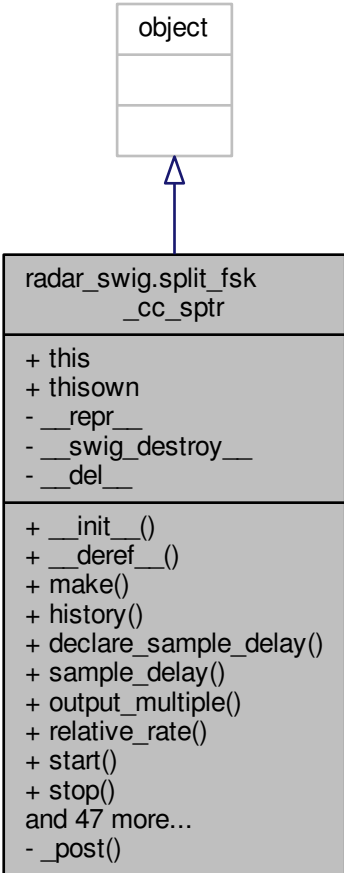 object
radar_swig.split_fsk
_cc_sptr
+ this
+ thisown
- __repr__
- __swig_destroy__
- __del__
+ __init__()
+ __deref__()
+ make()
+ history()
+ declare_sample_delay()
+ sample_delay()
+ output_multiple()
+ relative_rate()
+ start()
+ stop()
and 47 more...
- _post()